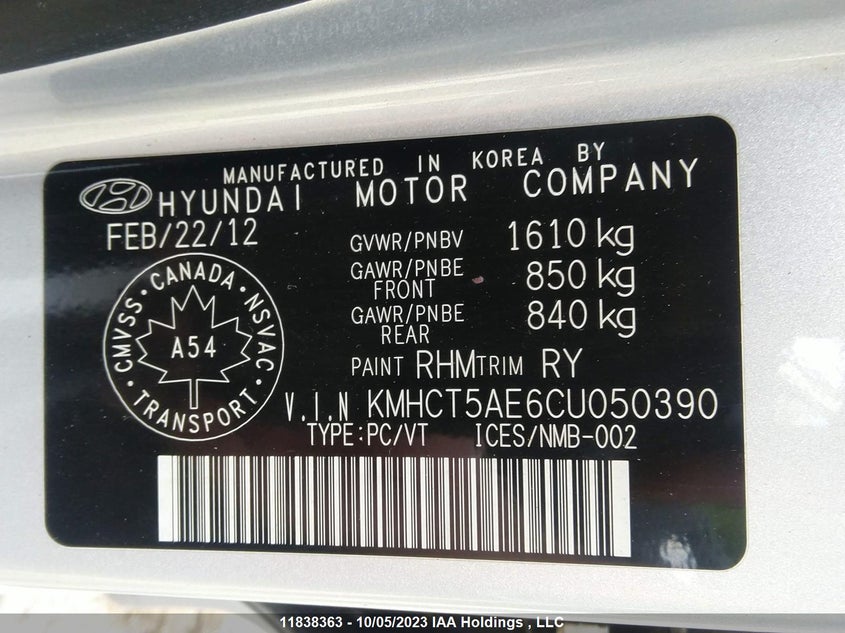 MANUFACTURED IN KOREA BY
HYUNDAI MOTOR COMPANY
FEB/22/12
GVWR/PNBV 1610 kg
GAWR/PNBE FRONT 850 kg
GAWR/PNBE REAR 840 kg
CMVSS · CANADA · NSVAC · TRANSPORT ·
A54
PAINT RHM TRIM RY
V.I.N KMHCT5AE6CU050390
TYPE:PC/VT ICES/NMB-002
11838363 - 10/05/2023 IAA Holdings , LLC